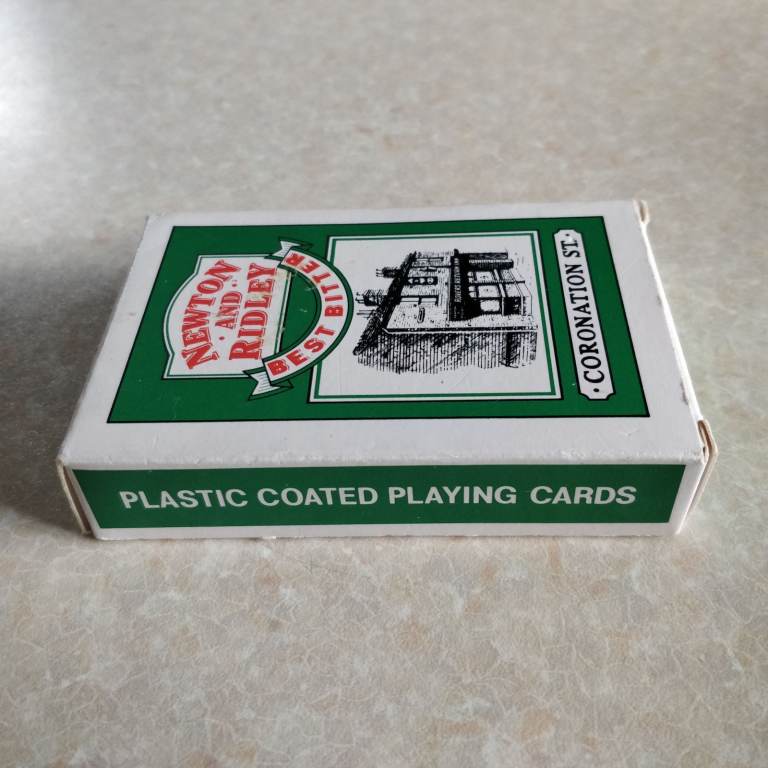 NEWTON
· AND ·
RIDLEY
BEST BITTER
· CORONATION ST. ·
PLASTIC COATED PLAYING CARDS